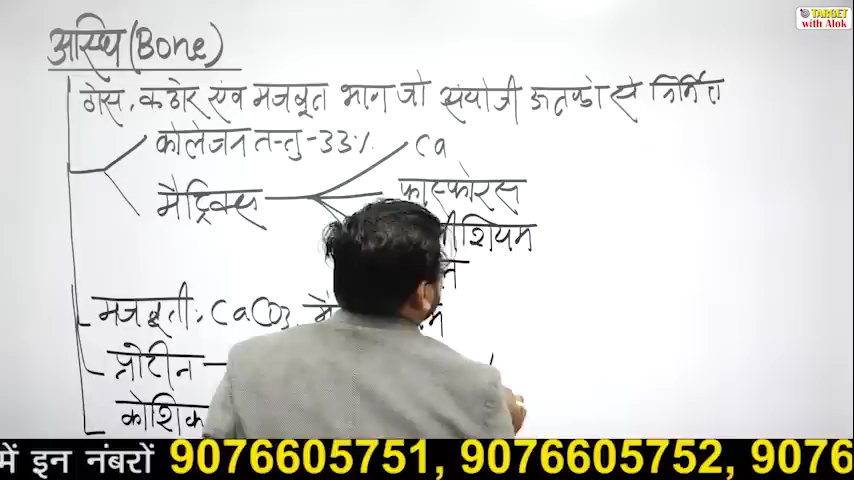 TARGET
with Alok
अस्थि (Bone)
ठोस, कठोर एंव मजबूत भाग जो संयोजी ऊतको से निर्मित
कोलेजन तन्तु - 33%
Ca
मैट्रिक्स
फास्फोरस
मजबूती, CaCO3
प्रोटीन
में इन नंबरों 9076605751, 9076605752, 9076